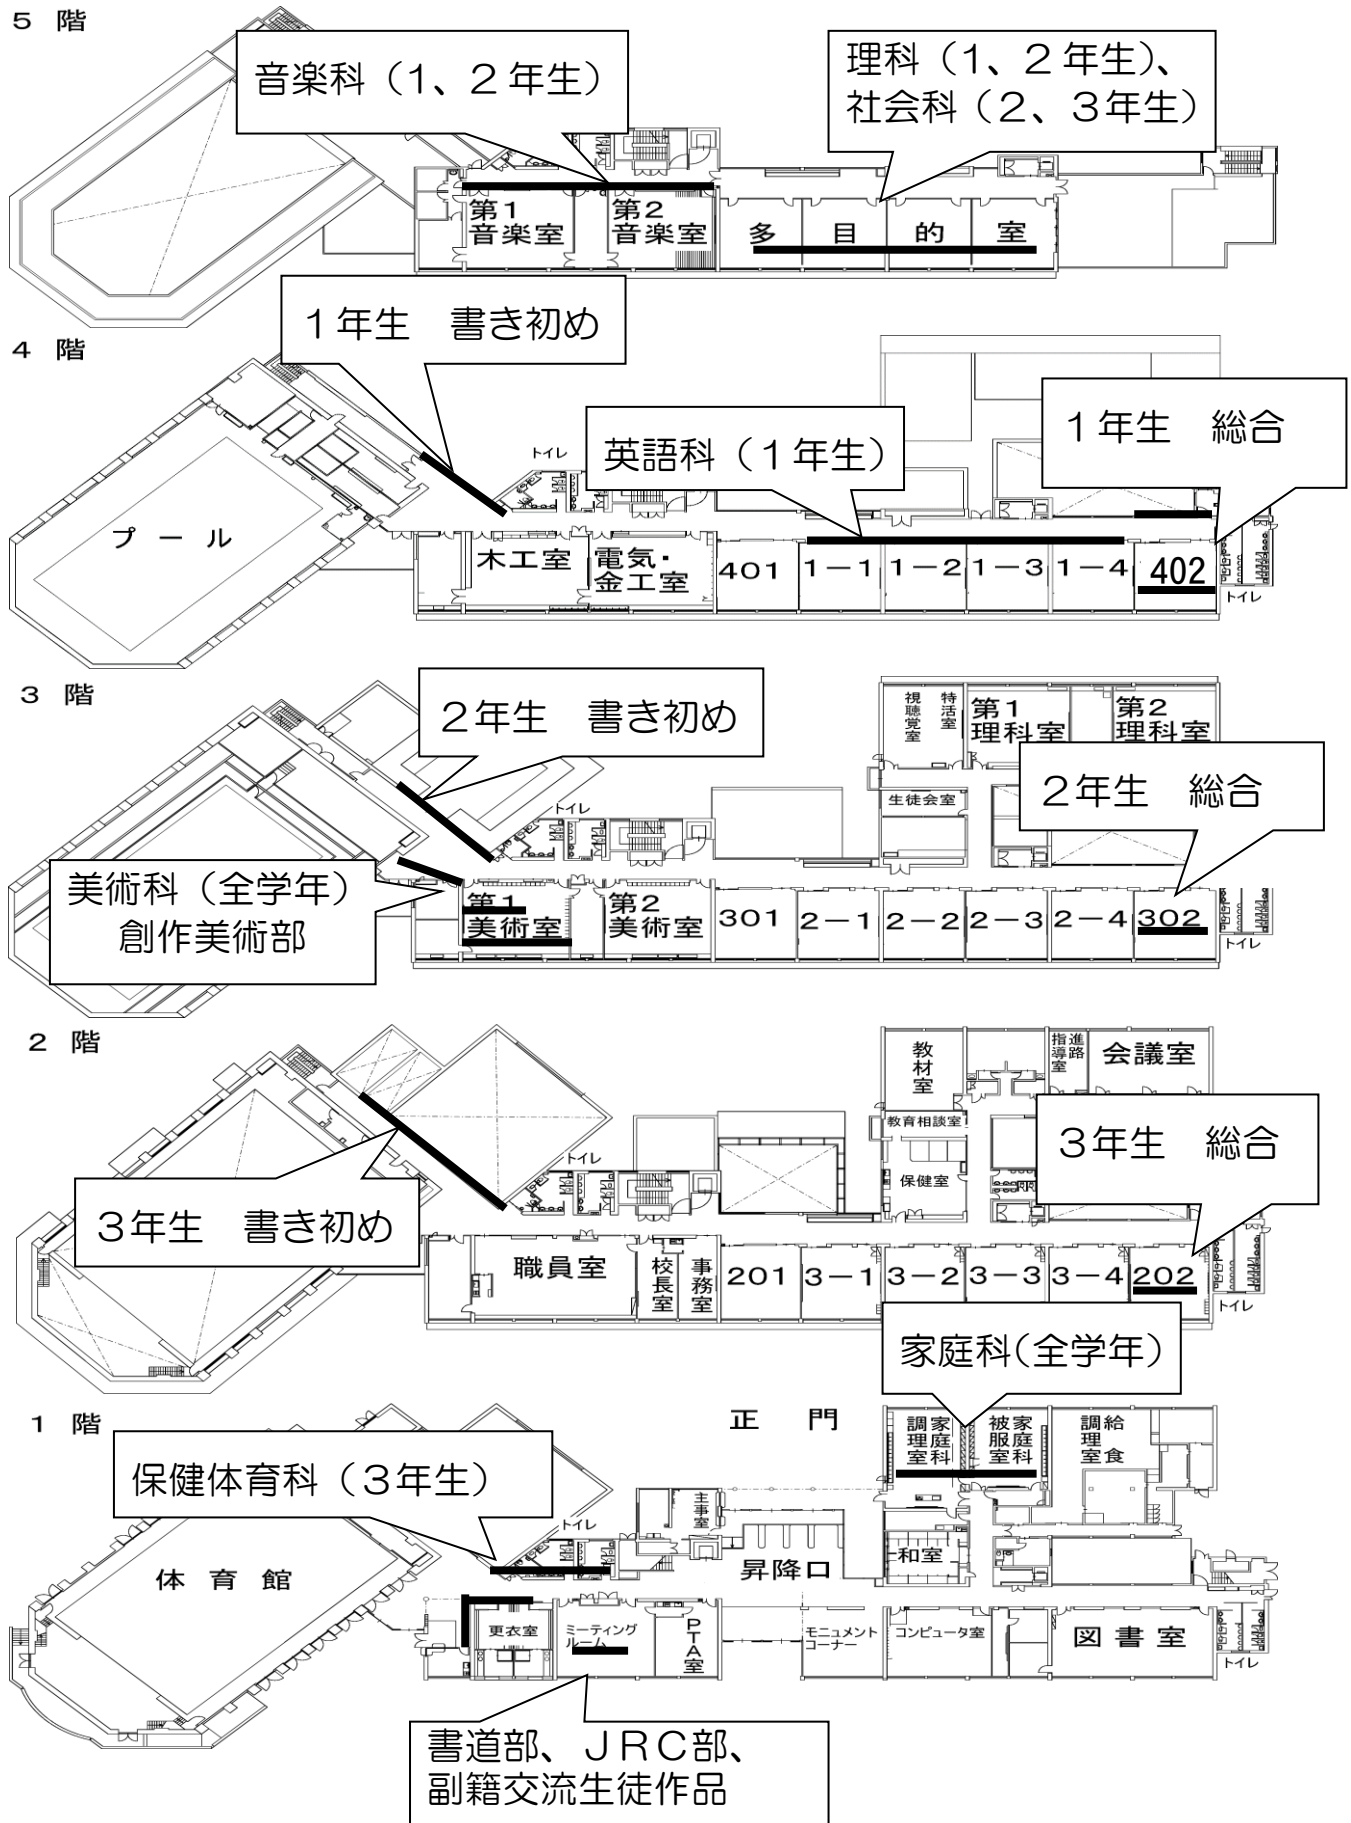 5 階
音楽科（1、2年生）
理科（1、2年生）、
社会科（2、3年生）
第1
音楽室
第2
音楽室
多目的室
4 階
1年生　書き初め
英語科（1年生）
1年生　総合
トイレ
プール
木工室
電気・
金工室
401
1－1
1－2
1－3
1－4
402
トイレ
3 階
2年生　書き初め
視聴覚室
特活室
第1
理科室
第2
理科室
2年生　総合
生徒会室
トイレ
美術科（全学年）
創作美術部
第1
美術室
第2
美術室
301
2－1
2－2
2－3
2－4
302
トイレ
2 階
教材室
進路
指導室
会議室
教育相談室
3年生　総合
保健室
トイレ
3年生　書き初め
職員室
校長室
事務室
201
3－1
3－2
3－3
3－4
202
トイレ
家庭科（全学年）
1 階
正　門
家庭科
調理室
家庭科
被服室
給食
調理室
保健体育科（3年生）
主事室
トイレ
昇降口
和室
体育館
更衣室
ミーティング
ルーム
PTA室
モニュメント
コーナー
コンピュータ室
図書室
トイレ
書道部、JRC部、
副籍交流生徒作品